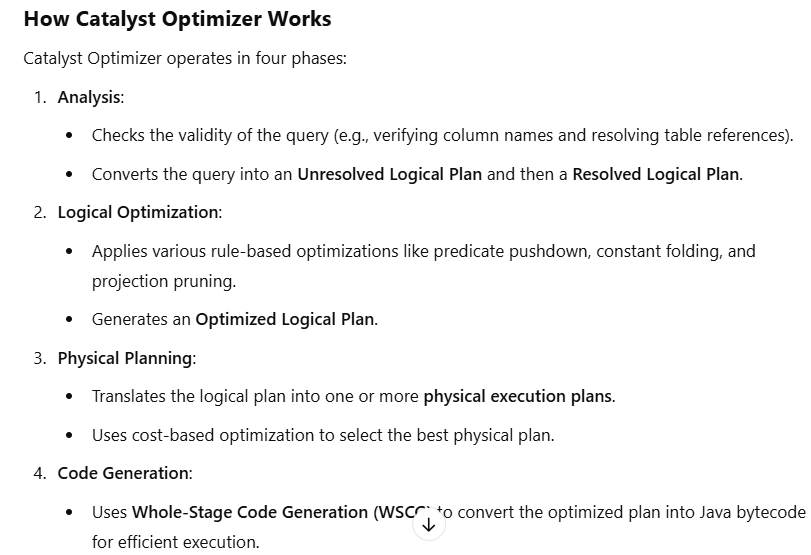 How Catalyst Optimizer Works
Catalyst Optimizer operates in four phases:
1. Analysis:
• Checks the validity of the query (e.g., verifying column names and resolving table references).
• Converts the query into an Unresolved Logical Plan and then a Resolved Logical Plan.
2. Logical Optimization:
• Applies various rule-based optimizations like predicate pushdown, constant folding, and
projection pruning.
• Generates an Optimized Logical Plan.
3. Physical Planning:
• Translates the logical plan into one or more physical execution plans.
• Uses cost-based optimization to select the best physical plan.
4. Code Generation:
• Uses Whole-Stage Code Generation (WSCG) to convert the optimized plan into Java bytecode
for efficient execution.